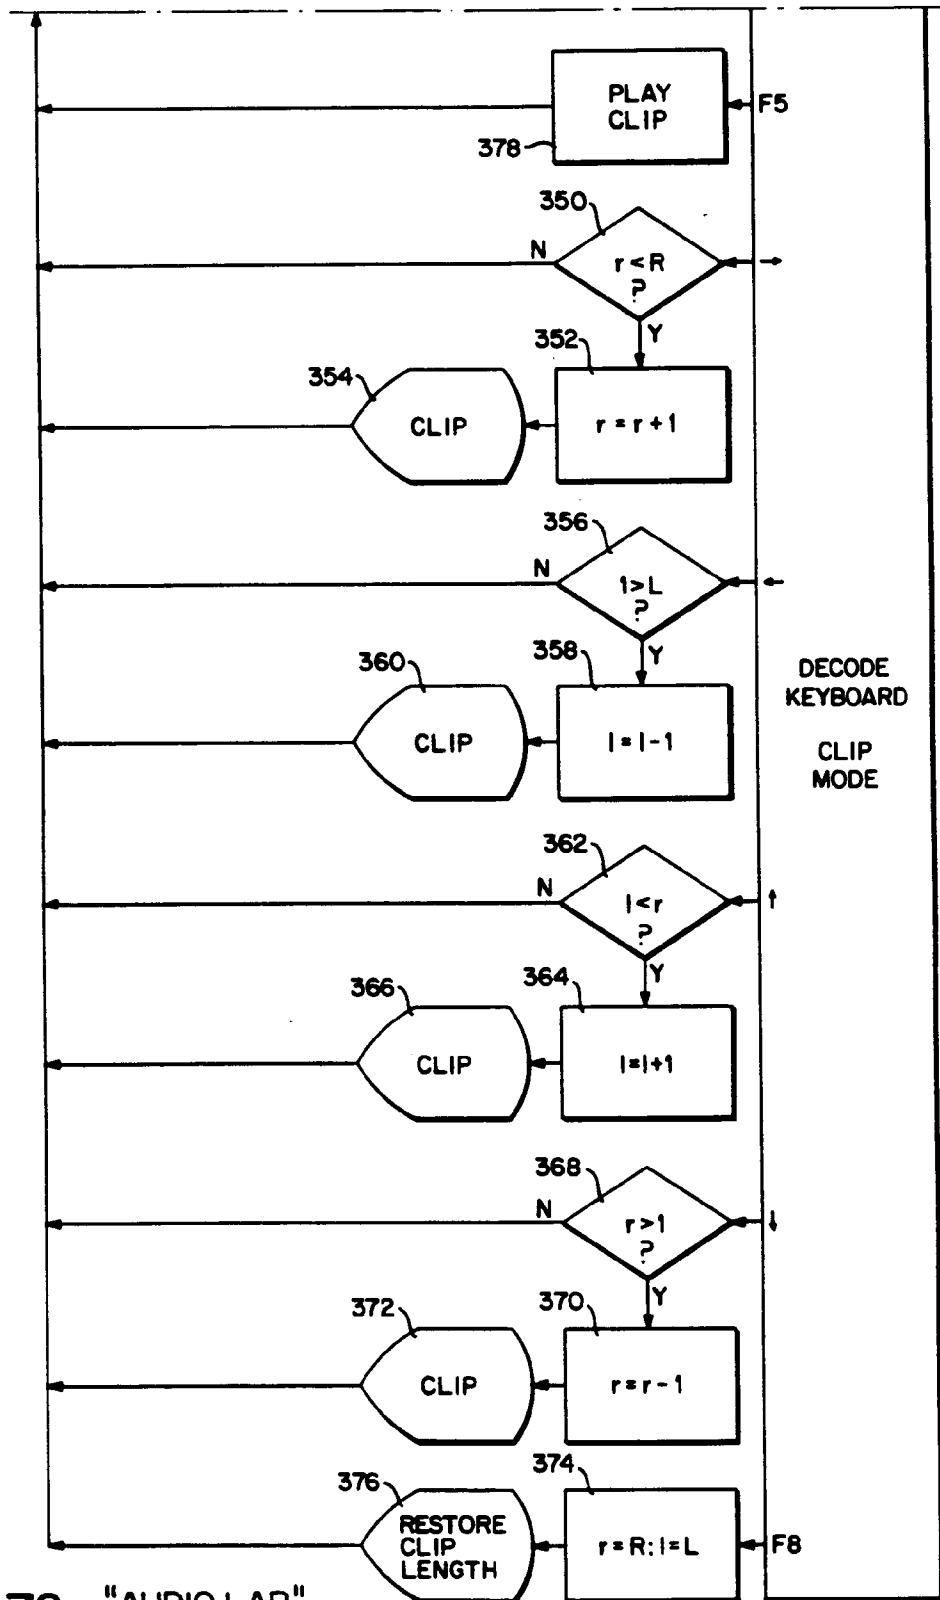 PLAY
CLIP
F5
378
350
N
r < R
?
→
Y
352
354
CLIP
r = r + 1
356
N
l > L
?
←
Y
358
360
CLIP
l = l - 1
DECODE
KEYBOARD
CLIP
MODE
362
N
l < r
?
↑
Y
364
366
CLIP
l = l + 1
368
N
r > l
?
↓
Y
370
372
CLIP
r = r - 1
374
376
RESTORE
CLIP
LENGTH
r = R : l = L
F8
"AUDIO LAB"